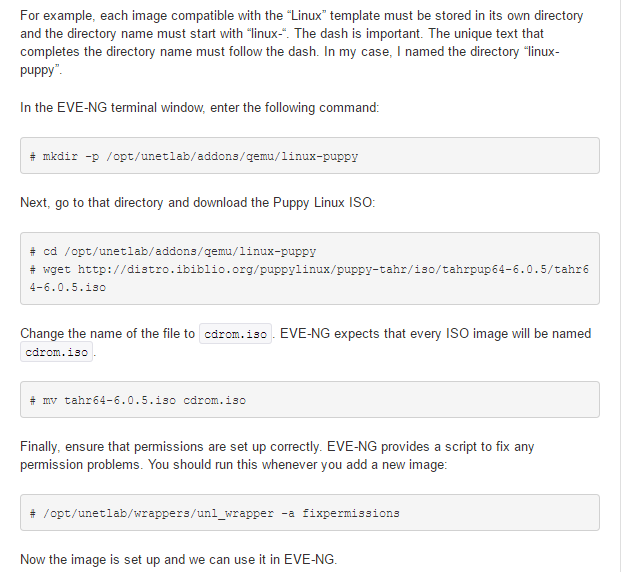 For example, each image compatible with the “Linux” template must be stored in its own directory
and the directory name must start with “linux-“. The dash is important. The unique text that
completes the directory name must follow the dash. In my case, I named the directory “linux-
puppy”.
In the EVE-NG terminal window, enter the following command:
# mkdir -p /opt/unetlab/addons/qemu/linux-puppy
Next, go to that directory and download the Puppy Linux ISO:
# cd /opt/unetlab/addons/qemu/linux-puppy
# wget http://distro.ibiblio.org/puppylinux/puppy-tahr/iso/tahrpup64-6.0.5/tahr6
4-6.0.5.iso
Change the name of the file to cdrom.iso . EVE-NG expects that every ISO image will be named
cdrom.iso .
# mv tahr64-6.0.5.iso cdrom.iso
Finally, ensure that permissions are set up correctly. EVE-NG provides a script to fix any
permission problems. You should run this whenever you add a new image:
# /opt/unetlab/wrappers/unl_wrapper -a fixpermissions
Now the image is set up and we can use it in EVE-NG.